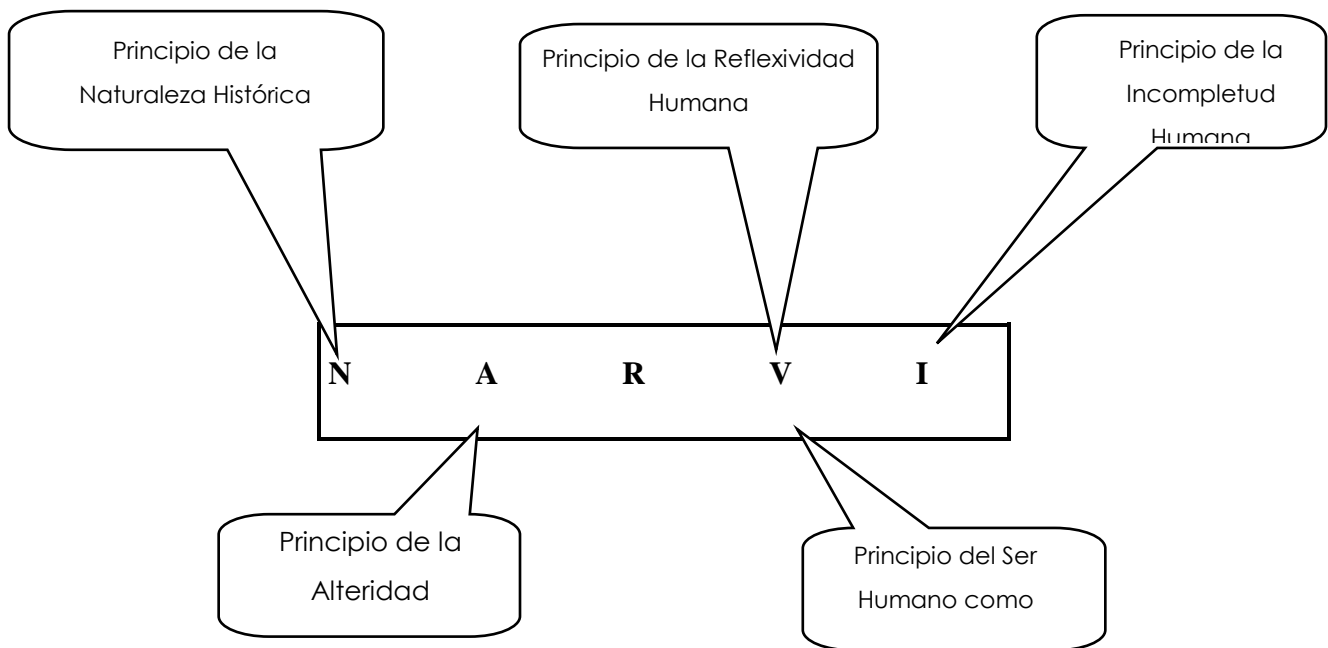 Principio de la
Naturaleza Histórica
Principio de la Reflexividad
Humana
Principio de la
Incompletud
Humana
N A R V I
Principio de la
Alteridad
Principio del Ser
Humano como